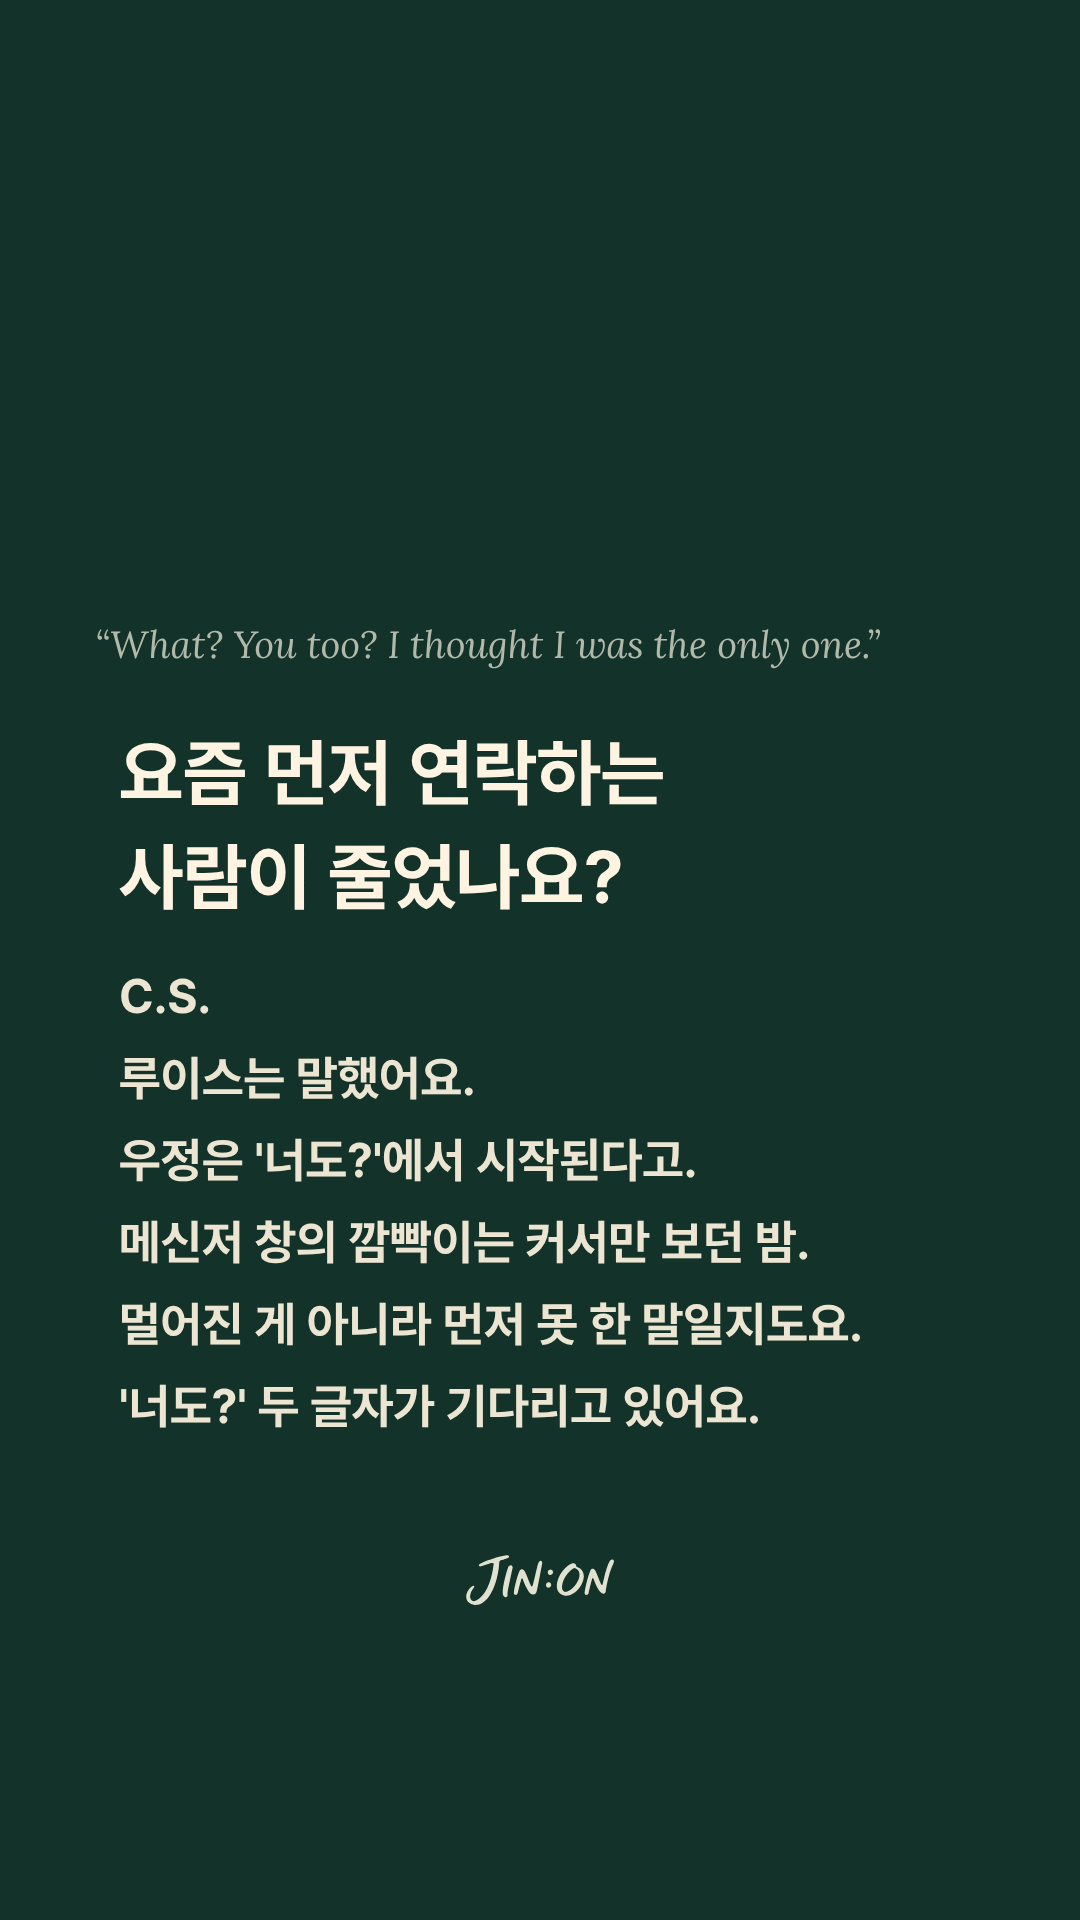 “What? You too? I thought I was the only one.”
요즘 먼저 연락하는
사람이 줄었나요?
C.S.
루이스는 말했어요.
우정은 '너도?'에서 시작된다고.
메신저 창의 깜빡이는 커서만 보던 밤.
멀어진 게 아니라 먼저 못 한 말일지도요.
'너도?' 두 글자가 기다리고 있어요.
JIN:ON